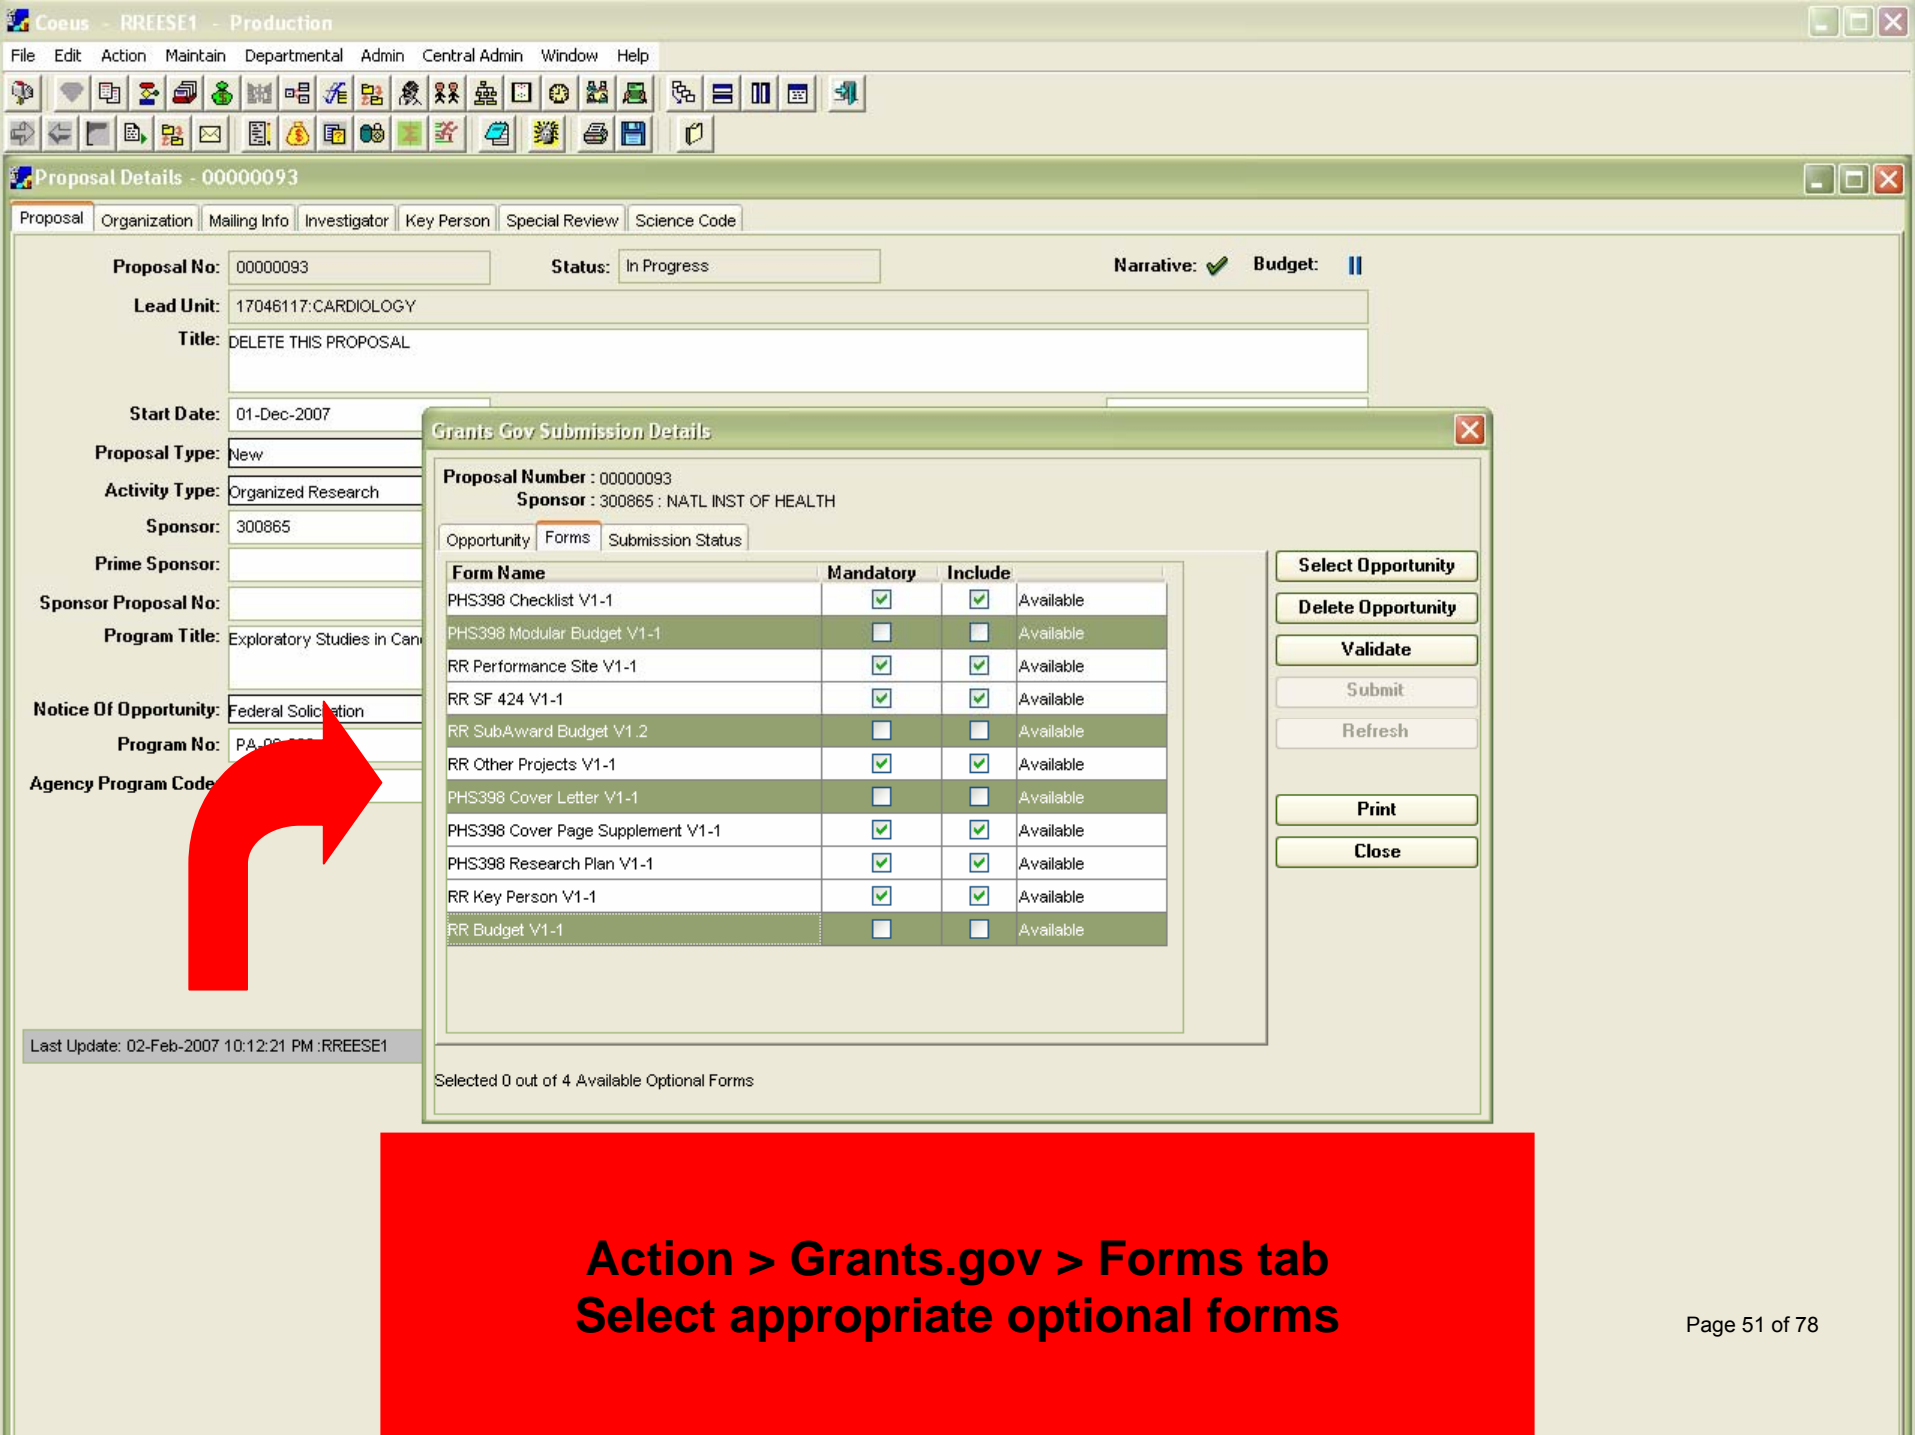 Coeus - RREESE1 - Production
File Edit Action Maintain Departmental Admin Central Admin Window Help
Proposal Details - 00000093
Proposal Organization Mailing Info Investigator Key Person Special Review Science Code
Proposal No: 00000093 Status: In Progress Narrative: Budget:
Lead Unit: 17046117:CARDIOLOGY
Title: DELETE THIS PROPOSAL
Start Date: 01-Dec-2007
Proposal Type: New
Activity Type: Organized Research
Sponsor: 300865
Prime Sponsor:
Sponsor Proposal No:
Program Title: Exploratory Studies in
Notice Of Opportunity: Federal
Program No:
Agency Program Code
Last Update: 02-Feb-2007 10:12:21 PM :RREESE1
Grants Gov Submission Details
Proposal Number : 00000093
Sponsor : 300865 : NATL INST OF HEALTH
Opportunity Forms Submission Status
Form Name Mandatory Include
PHS398 Checklist V1-1 Available
PHS398 Modular Budget V1-1 Available
RR Performance Site V1-1 Available
RR SF 424 V1-1 Available
RR SubAward Budget V1.2 Available
RR Other Projects V1-1 Available
PHS398 Cover Letter V1-1 Available
PHS398 Cover Page Supplement V1-1 Available
PHS398 Research Plan V1-1 Available
RR Key Person V1-1 Available
RR Budget V1-1 Available
Select Opportunity
Delete Opportunity
Validate
Submit
Refresh
Print
Close
Selected 0 out of 4 Available Optional Forms
Action > Grants.gov > Forms tab
Select appropriate optional forms
Page 51 of 78